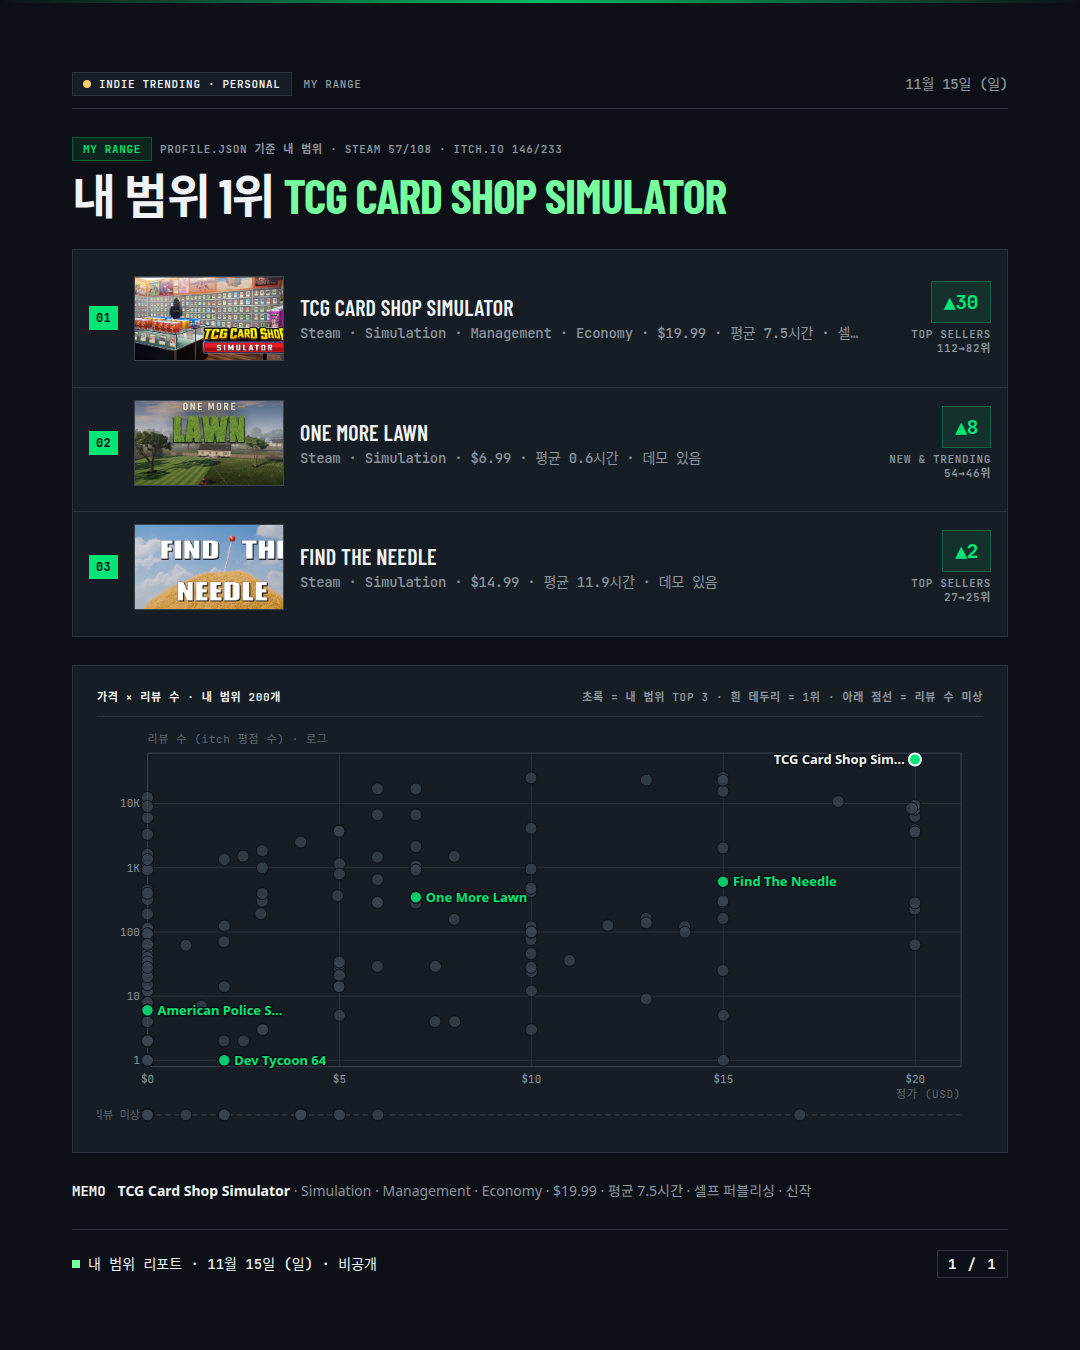 INDIE TRENDING · PERSONAL MY RANGE 11월 15일 (일)
MY RANGE PROFILE.JSON 기준 내 범위 · STEAM 57/108 · ITCH.IO 146/233
내 범위 1위 TCG CARD SHOP SIMULATOR
01
TCG CARD SHOP
SIMULATOR
TCG CARD SHOP SIMULATOR
Steam · Simulation · Management · Economy · $19.99 · 평균 7.5시간 · 셀…
▲30
TOP SELLERS
112→82위
02
ONE MORE
LAWN
ONE MORE LAWN
Steam · Simulation · $6.99 · 평균 0.6시간 · 데모 있음
▲8
NEW & TRENDING
54→46위
03
FIND THE
NEEDLE
FIND THE NEEDLE
Steam · Simulation · $14.99 · 평균 11.9시간 · 데모 있음
▲2
TOP SELLERS
27→25위
가격 × 리뷰 수 · 내 범위 200개
초록 = 내 범위 TOP 3 · 흰 테두리 = 1위 · 아래 점선 = 리뷰 수 미상
리뷰 수 (itch 평점 수) · 로그
TCG Card Shop Sim…
10K
1K
Find The Needle
One More Lawn
100
10
American Police S…
1
Dev Tycoon 64
$0 $5 $10 $15 $20
정가 (USD)
리뷰 미상
MEMO TCG Card Shop Simulator · Simulation · Management · Economy · $19.99 · 평균 7.5시간 · 셀프 퍼블리싱 · 신작
내 범위 리포트 · 11월 15일 (일) · 비공개
1 / 1